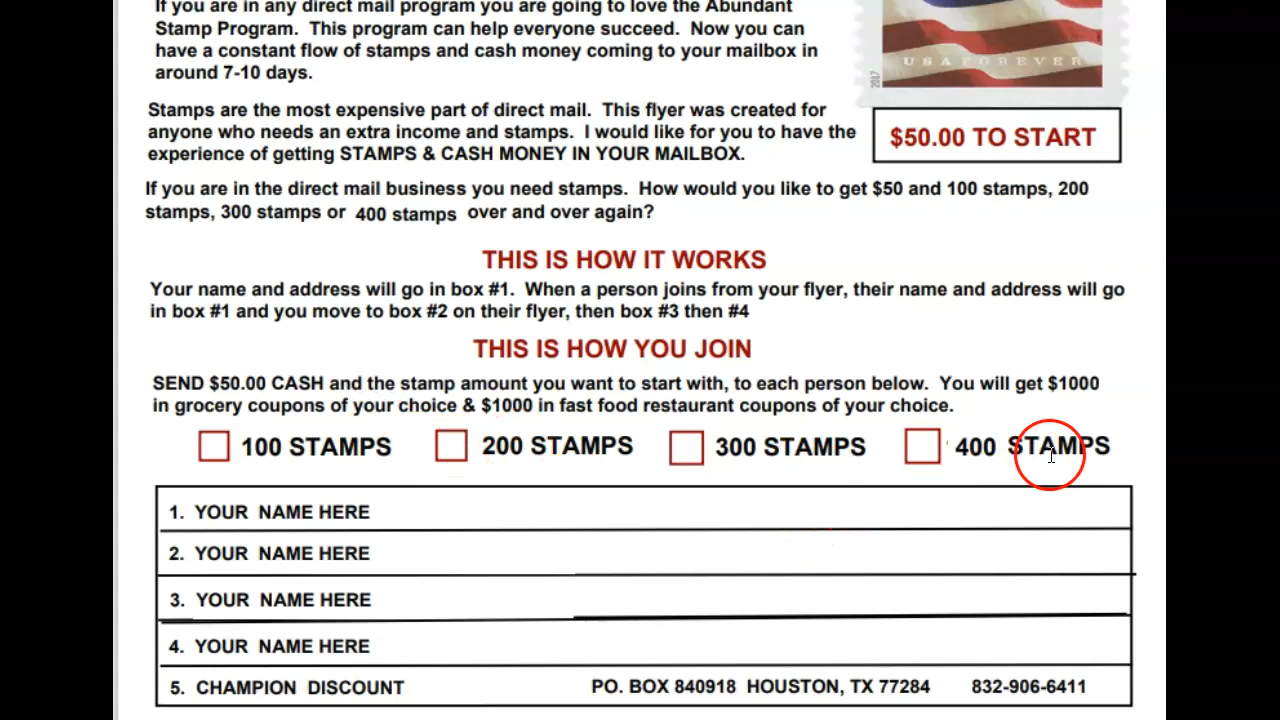 If you are in any direct mail program you are going to love the Abundant
Stamp Program. This program can help everyone succeed. Now you can
have a constant flow of stamps and cash money coming to your mailbox in
around 7-10 days.
USA FOREVER
2017
Stamps are the most expensive part of direct mail. This flyer was created for
anyone who needs an extra income and stamps. I would like for you to have the
experience of getting STAMPS & CASH MONEY IN YOUR MAILBOX.
$50.00 TO START
If you are in the direct mail business you need stamps. How would you like to get $50 and 100 stamps, 200
stamps, 300 stamps or 400 stamps over and over again?
THIS IS HOW IT WORKS
Your name and address will go in box #1. When a person joins from your flyer, their name and address will go
in box #1 and you move to box #2 on their flyer, then box #3 then #4
THIS IS HOW YOU JOIN
SEND $50.00 CASH and the stamp amount you want to start with, to each person below. You will get $1000
in grocery coupons of your choice & $1000 in fast food restaurant coupons of your choice.
100 STAMPS 200 STAMPS 300 STAMPS 400 STAMPS
1. YOUR NAME HERE
2. YOUR NAME HERE
3. YOUR NAME HERE
4. YOUR NAME HERE
5. CHAMPION DISCOUNT PO. BOX 840918 HOUSTON, TX 77284 832-906-6411